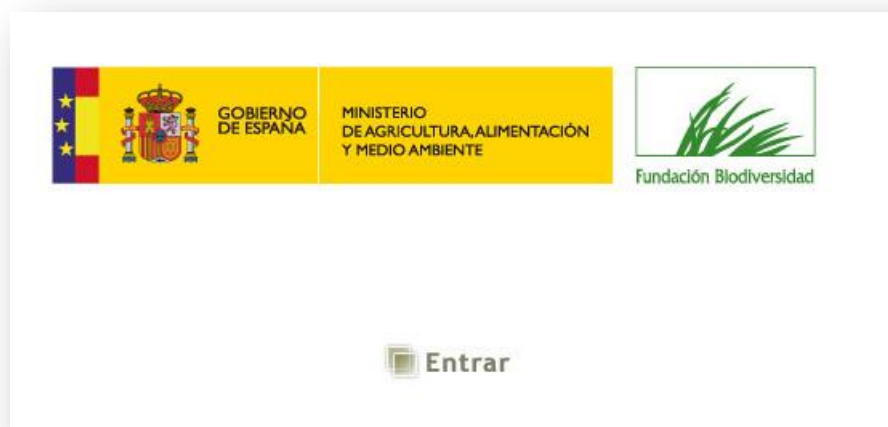 GOBIERNO
DE ESPAÑA
MINISTERIO
DE AGRICULTURA, ALIMENTACIÓN
Y MEDIO AMBIENTE
Fundación Biodiversidad
Entrar